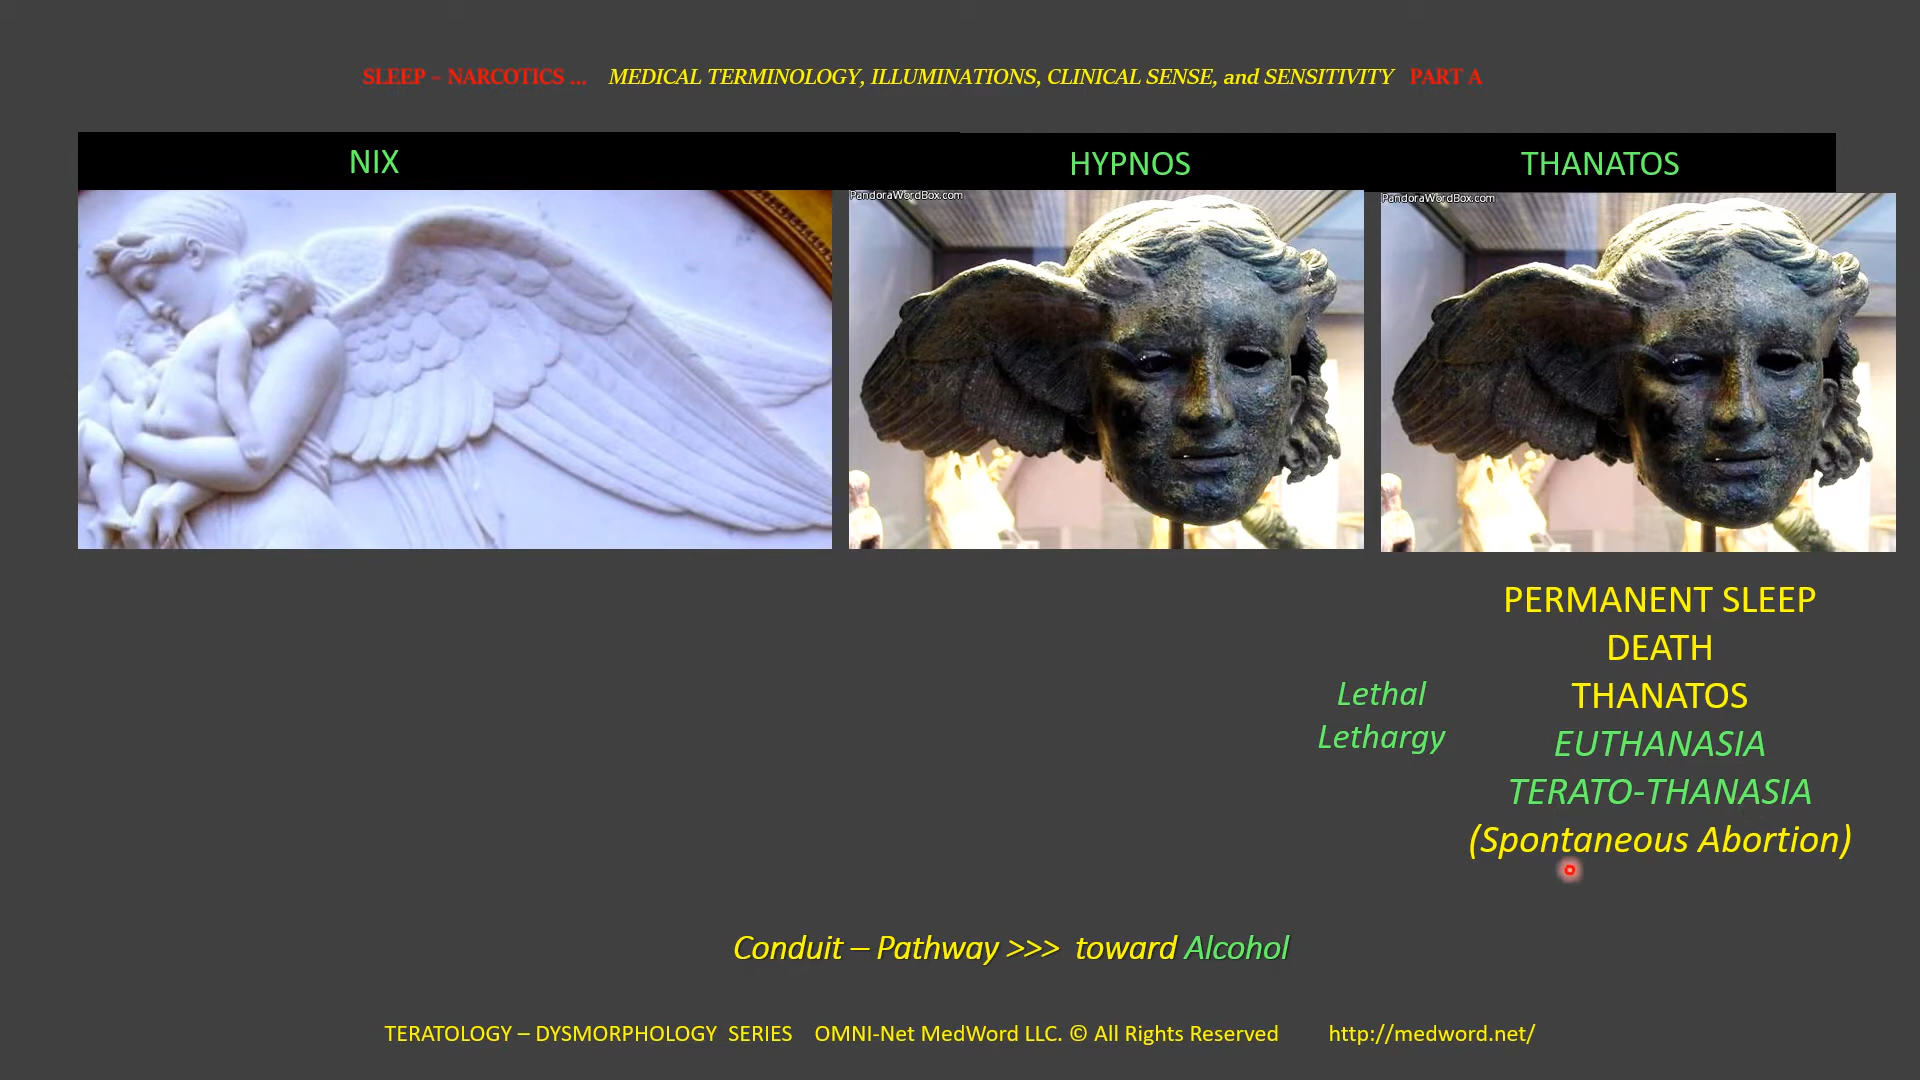 SLEEP – NARCOTICS ... MEDICAL TERMINOLOGY, ILLUMINATIONS, CLINICAL SENSE, and SENSITIVITY PART A
NIX
HYPNOS
THANATOS
PandoraWordBox.com
PandoraWordBox.com
PERMANENT SLEEP
DEATH
THANATOS
EUTHANASIA
TERATO-THANASIA
(Spontaneous Abortion)
Lethal
Lethargy
Conduit – Pathway >>> toward Alcohol
TERATOLOGY – DYSMORPHOLOGY SERIES OMNI-Net MedWord LLC. © All Rights Reserved http://medword.net/